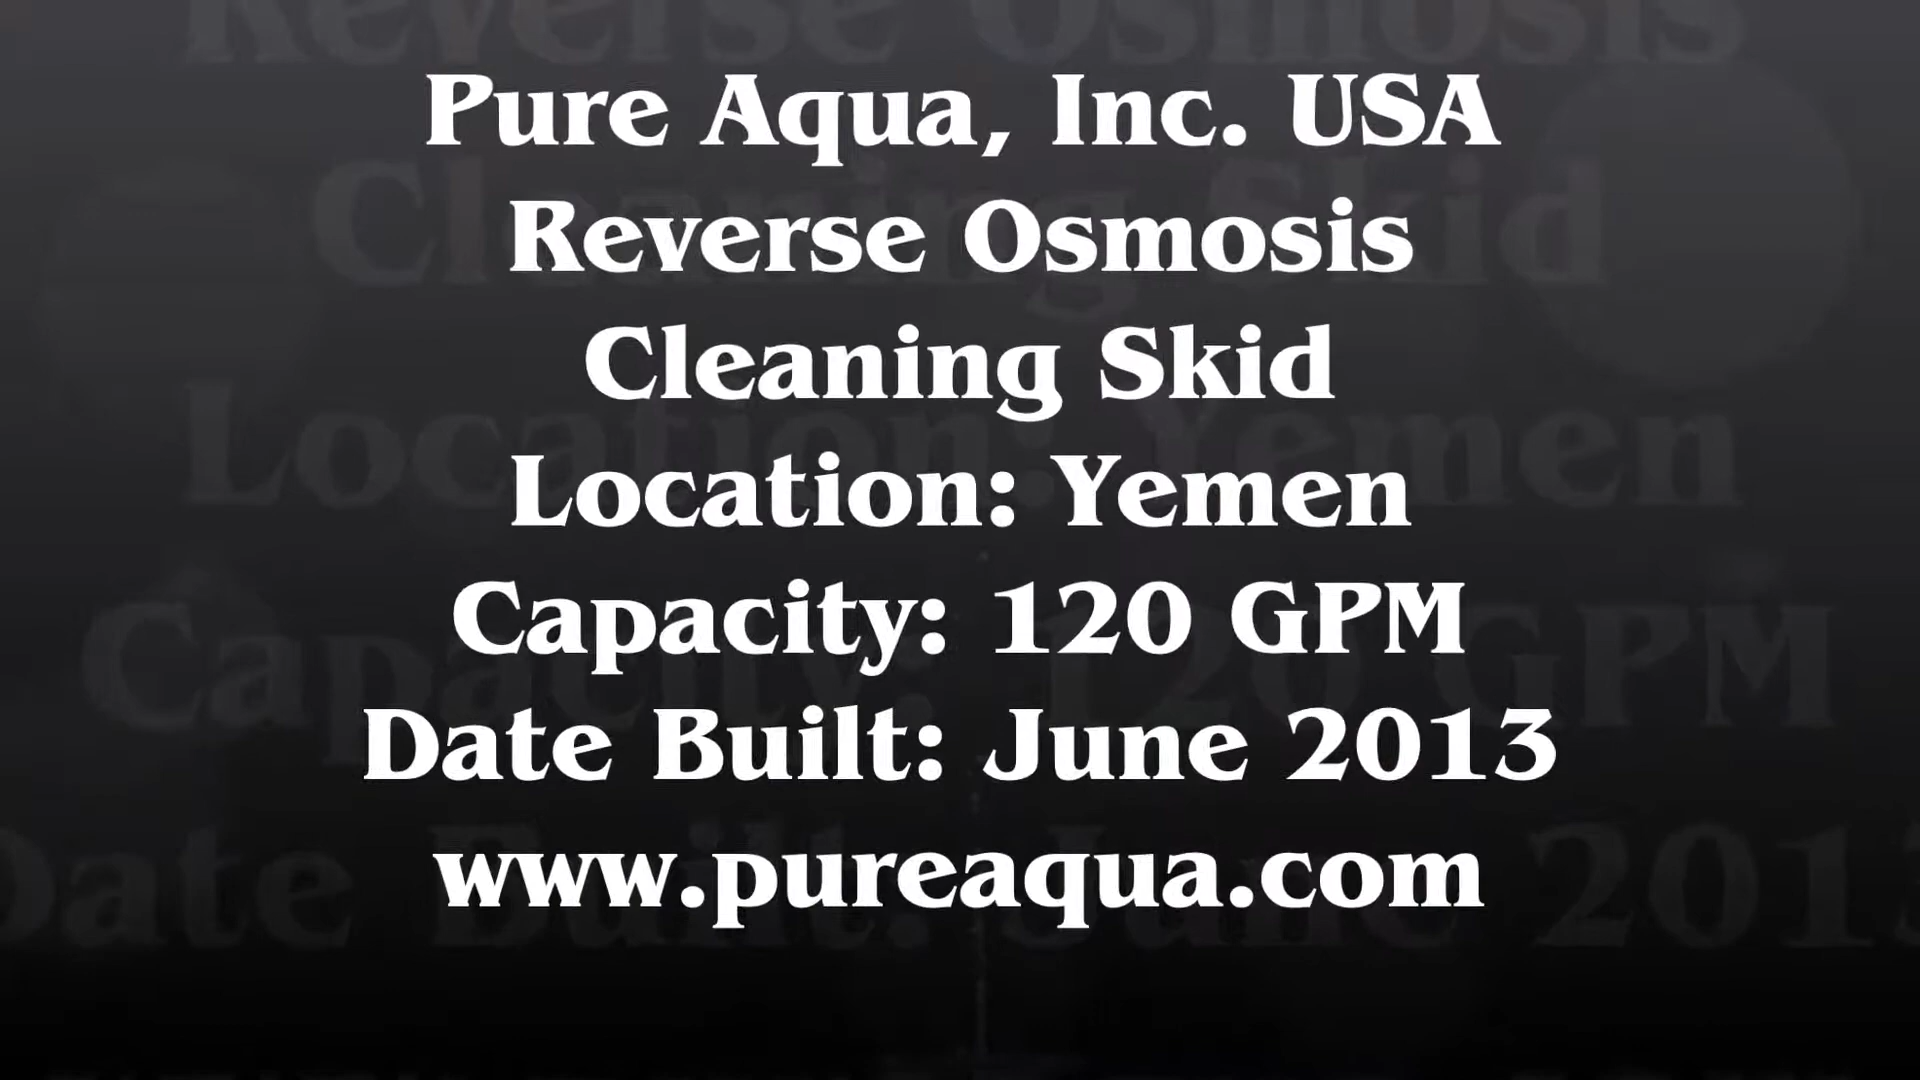 Pure Aqua, Inc. USA
Reverse Osmosis
Cleaning Skid
Location: Yemen
Capacity: 120 GPM
Date Built: June 2013
www.pureaqua.com